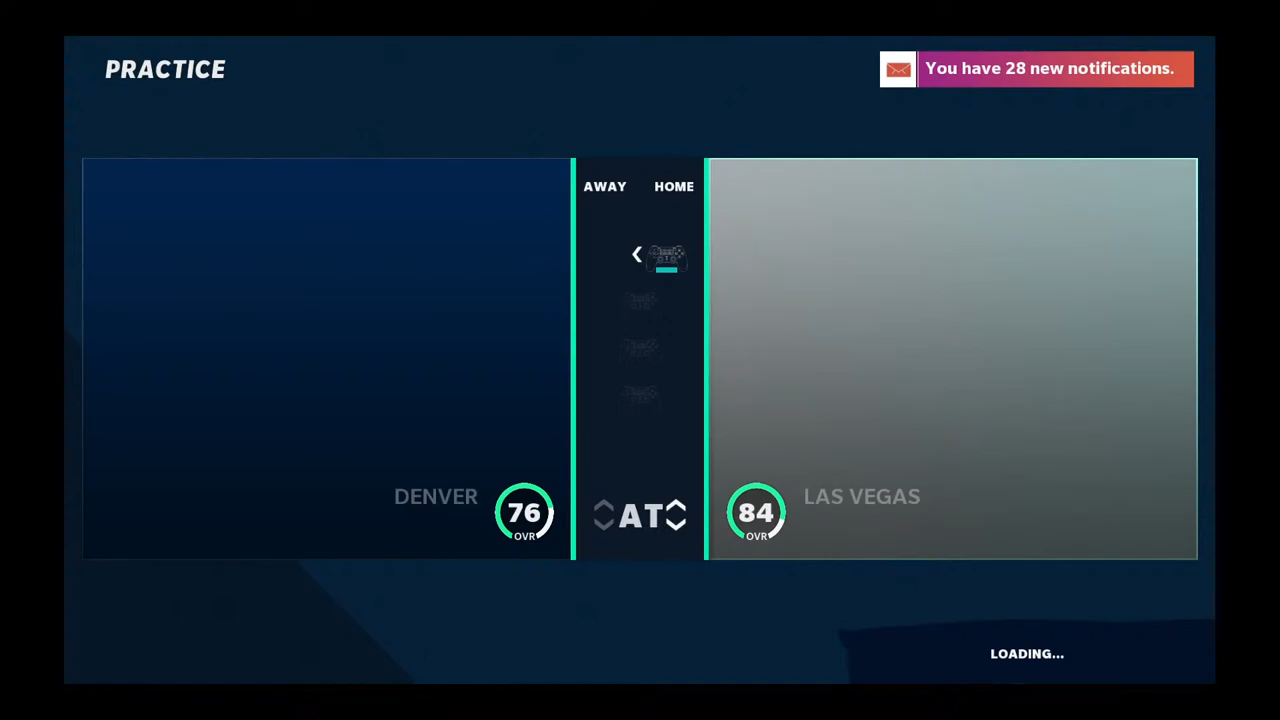 PRACTICE
You have 28 new notifications.
AWAY HOME
DENVER
76
OVR
AT
84
OVR
LAS VEGAS
LOADING...